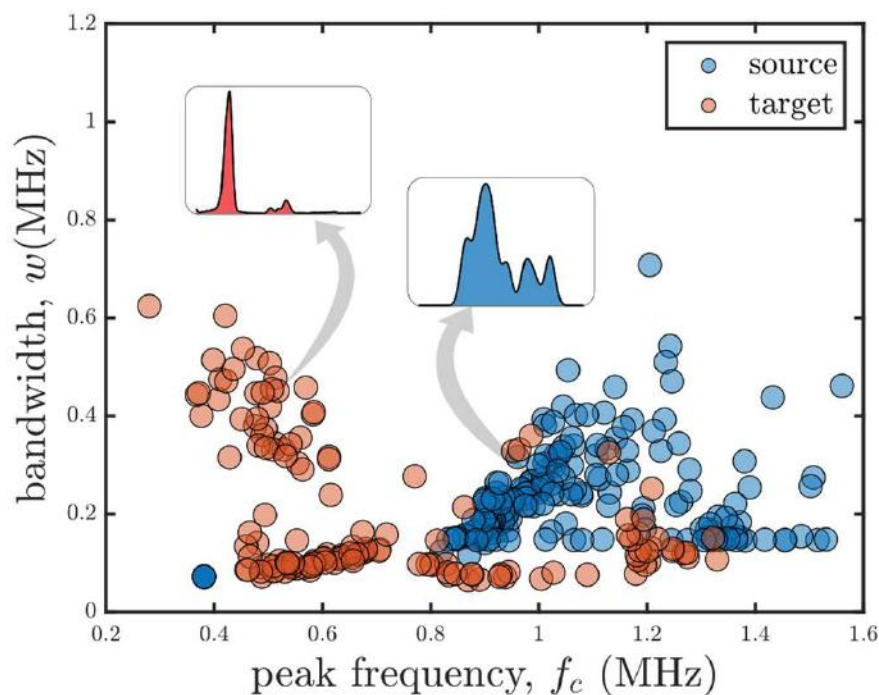 source
target
bandwidth, w(MHz)
1.2
1
0.8
0.6
0.4
0.2
0
0.2 0.4 0.6 0.8 1 1.2 1.4 1.6
peak frequency, f_c (MHz)